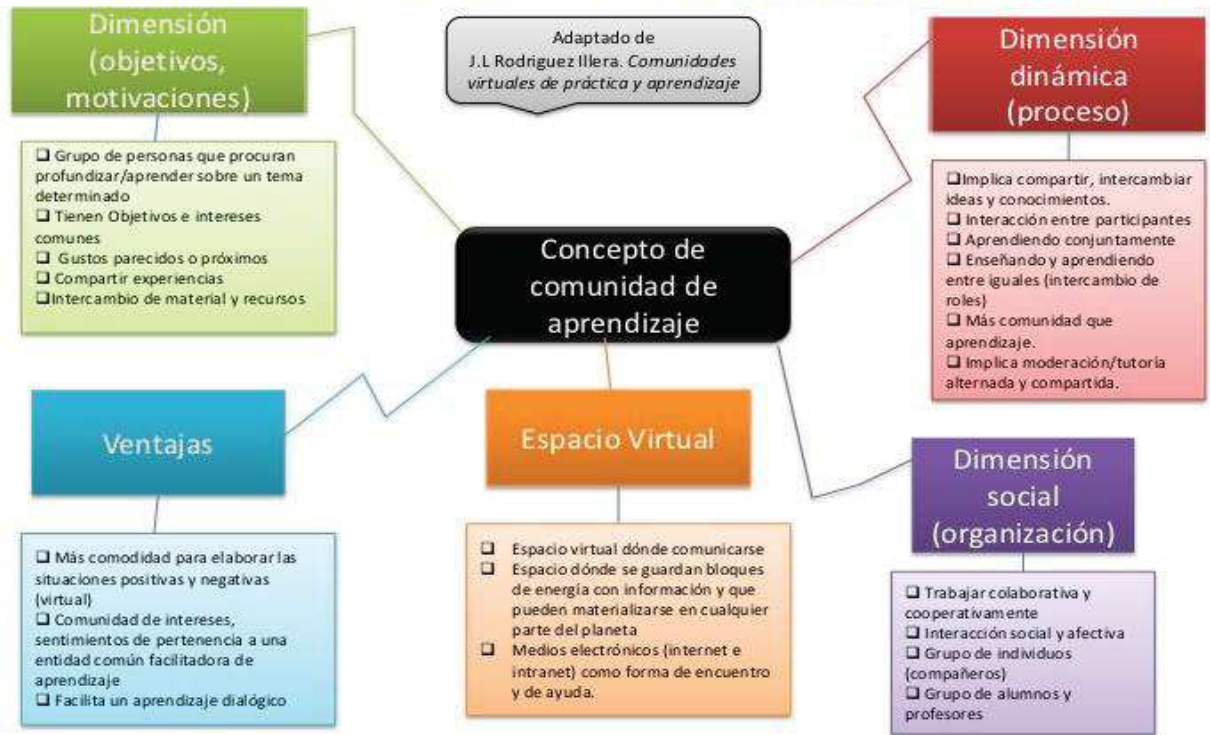 Dimensión
(objetivos,
motivaciones)
❑ Grupo de personas que procuran
profundizar/aprender sobre un tema
determinado
❑ Tienen Objetivos e intereses
comunes
❑ Gustos parecidos o próximos
❑ Compartir experiencias
❑Intercambio de material y recursos
Adaptado de
J.L Rodriguez Illera. Comunidades
virtuales de práctica y aprendizaje
Dimensión
dinámica
(proceso)
❑Implica compartir, intercambiar
ideas y conocimientos.
❑ Interacción entre participantes
❑ Aprendiendo conjuntamente
❑ Enseñando y aprendiendo
entre iguales (intercambio de
roles)
❑ Más comunidad que
aprendizaje.
❑ Implica moderación/tutoría
alternada y compartida.
Concepto de
comunidad de
aprendizaje
Ventajas
❑ Más comodidad para elaborar las
situaciones positivas y negativas
(virtual)
❑ Comunidad de intereses,
sentimientos de pertenencia a una
entidad común facilitadora de
aprendizaje
❑ Facilita un aprendizaje dialógico
Espacio Virtual
❑ Espacio virtual dónde comunicarse
❑ Espacio dónde se guardan bloques
de energía con información y que
pueden materializarse en cualquier
parte del planeta
❑ Medios electrónicos (internet e
intranet) como forma de encuentro
y de ayuda.
Dimensión
social
(organización)
❑ Trabajar colaborativa y
cooperativamente
❑ Interacción social y afectiva
❑ Grupo de individuos
(compañeros)
❑ Grupo de alumnos y
profesores